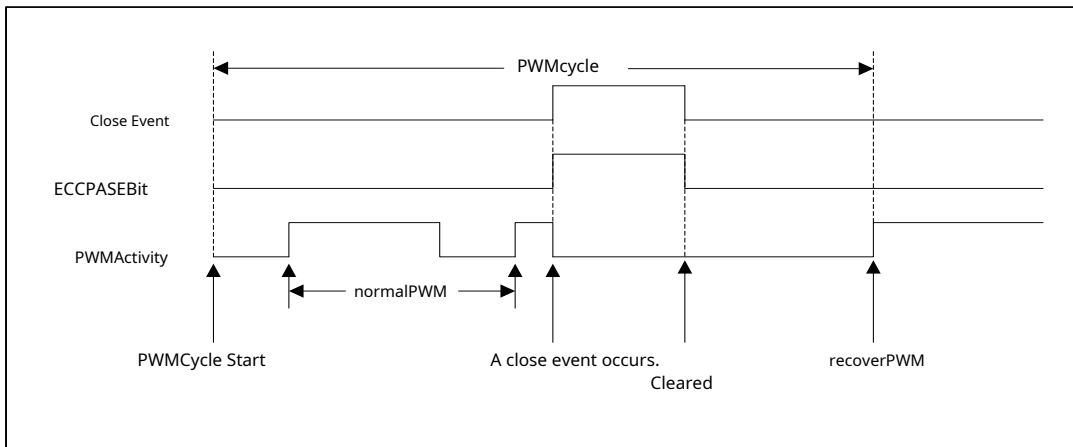 PWMcycle
Close Event
ECCPASEBit
PWMActivity
normalPWM
PWMCycle Start
A close event occurs.
recoverPWM
Cleared